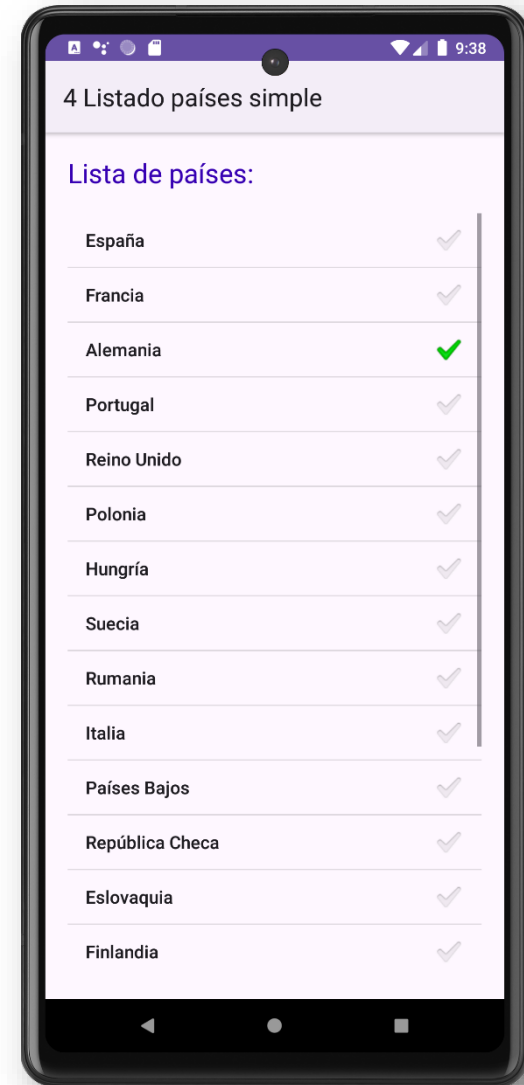 9:38
4 Listado países simple
Lista de países:
España
Francia
Alemania
Portugal
Reino Unido
Polonia
Hungría
Suecia
Rumania
Italia
Países Bajos
República Checa
Eslovaquia
Finlandia